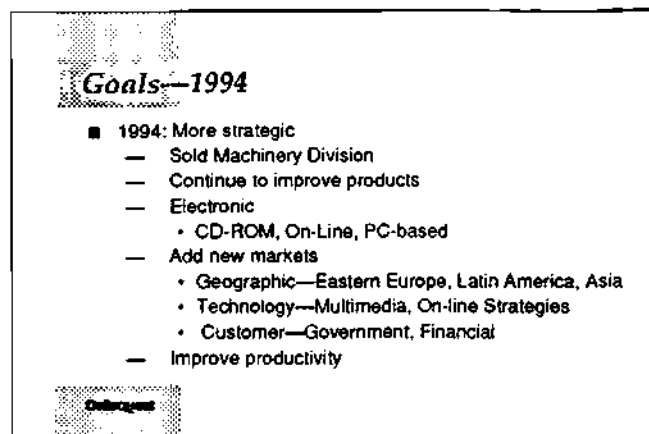 Goals—1994
■ 1994: More strategic
— Sold Machinery Division
— Continue to improve products
— Electronic
• CD-ROM, On-Line, PC-based
— Add new markets
• Geographic—Eastern Europe, Latin America, Asia
• Technology—Multimedia, On-line Strategies
• Customer—Government, Financial
— Improve productivity
Dataquest